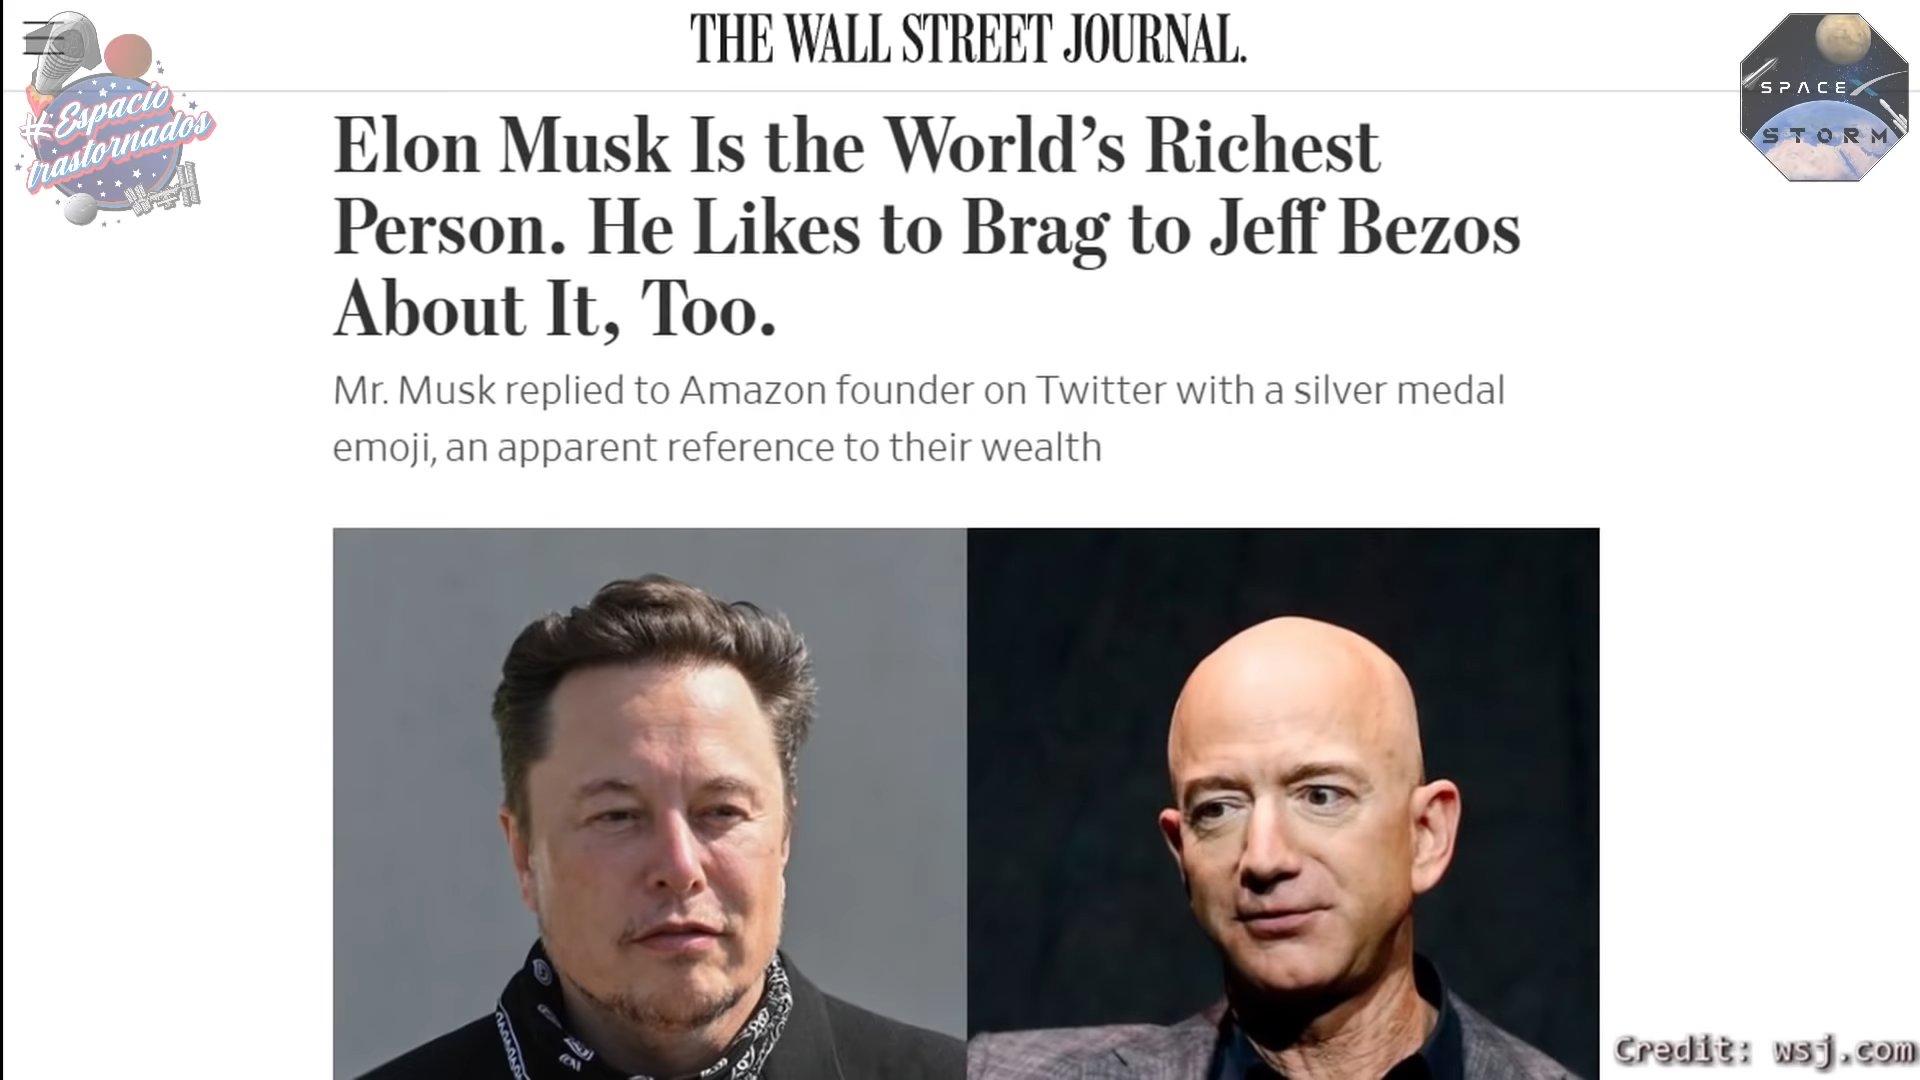 THE WALL STREET JOURNAL.
#Espacio
trastornados
SPACEX
STORM
Elon Musk Is the World’s Richest
Person. He Likes to Brag to Jeff Bezos
About It, Too.
Mr. Musk replied to Amazon founder on Twitter with a silver medal
emoji, an apparent reference to their wealth
Credit: wsj.com